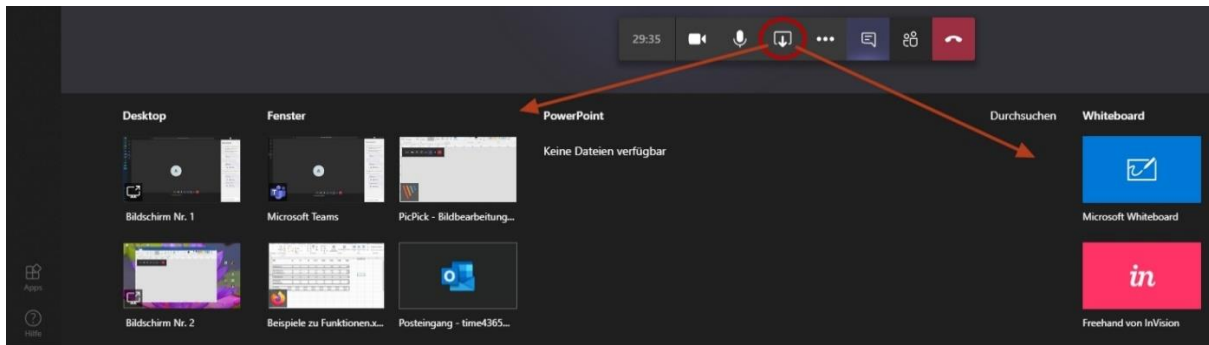 29:35
Desktop
Fenster
PowerPoint
Durchsuchen
Whiteboard
Keine Dateien verfügbar
Bildschirm Nr. 1
Microsoft Teams
PicPick - Bildbearbeitung...
Microsoft Whiteboard
in
Bildschirm Nr. 2
Beispiele zu Funktionen.x...
Posteingang - time4365...
Freehand von InVision
Apps
Hilfe